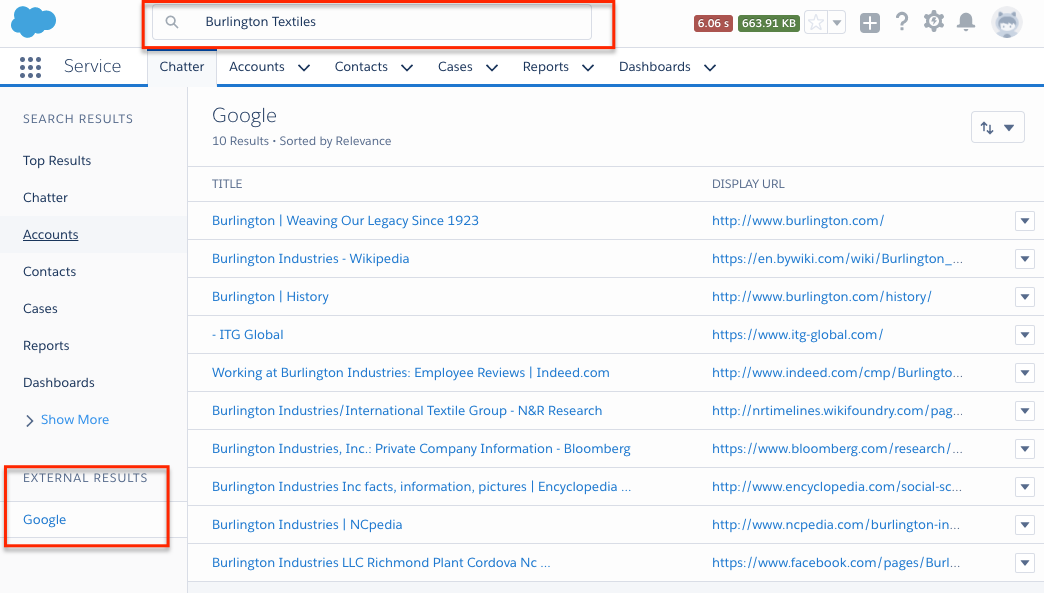 Burlington Textiles
6.06 s 663.91 KB
Service Chatter Accounts Contacts Cases Reports Dashboards
SEARCH RESULTS
Top Results
Chatter
Accounts
Contacts
Cases
Reports
Dashboards
Show More
EXTERNAL RESULTS
Google
Google
10 Results • Sorted by Relevance
TITLE DISPLAY URL
Burlington | Weaving Our Legacy Since 1923 http://www.burlington.com/
Burlington Industries - Wikipedia https://en.bywiki.com/wiki/Burlington_...
Burlington | History http://www.burlington.com/history/
- ITG Global https://www.itg-global.com/
Working at Burlington Industries: Employee Reviews | Indeed.com http://www.indeed.com/cmp/Burlingto...
Burlington Industries/International Textile Group - N&R Research http://nrtimelines.wikifoundry.com/pag...
Burlington Industries, Inc.: Private Company Information - Bloomberg https://www.bloomberg.com/research/...
Burlington Industries Inc facts, information, pictures | Encyclopedia ... http://www.encyclopedia.com/social-sc...
Burlington Industries | NCpedia http://www.ncpedia.com/burlington-in...
Burlington Industries LLC Richmond Plant Cordova Nc ... https://www.facebook.com/pages/Burl...